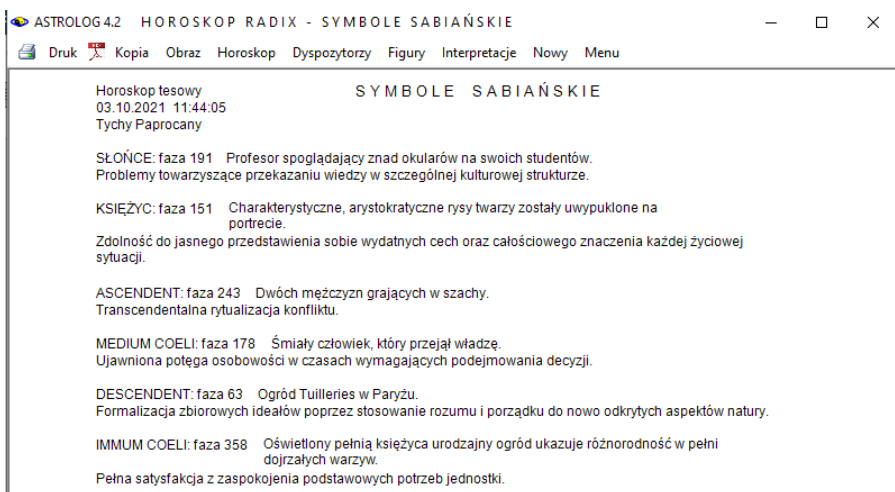 ASTROLOG 4.2 HOROSKOP RADIX - SYMBOLE SABIAŃSKIE
Druk Kopia Obraz Horoskop Dyspozytorzy Figury Interpretacje Nowy Menu
Horoskop tesowy SYMBOLE SABIAŃSKIE
03.10.2021 11:44:05
Tychy Paprocany
SŁOŃCE: faza 191 Profesor spoglądający znad okularów na swoich studentów.
Problemy towarzyszące przekazaniu wiedzy w szczególnej kulturowej strukturze.
KSIĘŻYC: faza 151 Charakterystyczne, arystokratyczne rysy twarzy zostały uwypuklone na
portrecie.
Zdolność do jasnego przedstawienia sobie wydatnych cech oraz całościowego znaczenia każdej życiowej
sytuacji.
ASCENDENT: faza 243 Dwóch mężczyzn grających w szachy.
Transcendentalna rytualizacja konfliktu.
MEDIUM COELI: faza 178 Śmiały człowiek, który przejął władzę.
Ujawniona potęga osobowości w czasach wymagających podejmowania decyzji.
DESCENDENT: faza 63 Ogród Tuilleries w Paryżu.
Formalizacja zbiorowych ideałów poprzez stosowanie rozumu i porządku do nowo odkrytych aspektów natury.
IMMUM COELI: faza 358 Oświetlony pełnią księżyca urodzajny ogród ukazuje różnorodność w pełni
dojrzałych warzyw.
Pełna satysfakcja z zaspokojenia podstawowych potrzeb jednostki.